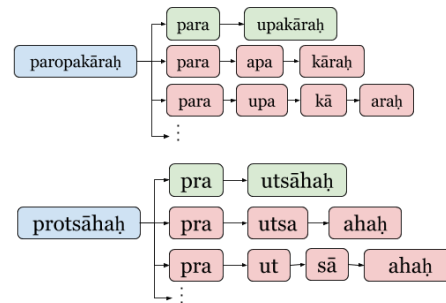 para upakāraḥ
paropakāraḥ para apa kāraḥ
para upa kā araḥ
⋮
pra utsāhaḥ
protsāhaḥ pra utsa ahaḥ
pra ut sā ahaḥ
⋮